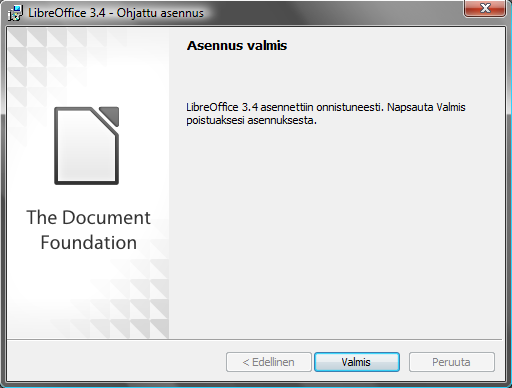 LibreOffice 3.4 - Ohjattu asennus
Asennus valmis
LibreOffice 3.4 asennettiin onnistuneesti. Napsauta Valmis
poistuaksesi asennuksesta.
The Document
Foundation
< Edellinen
Valmis
Peruuta